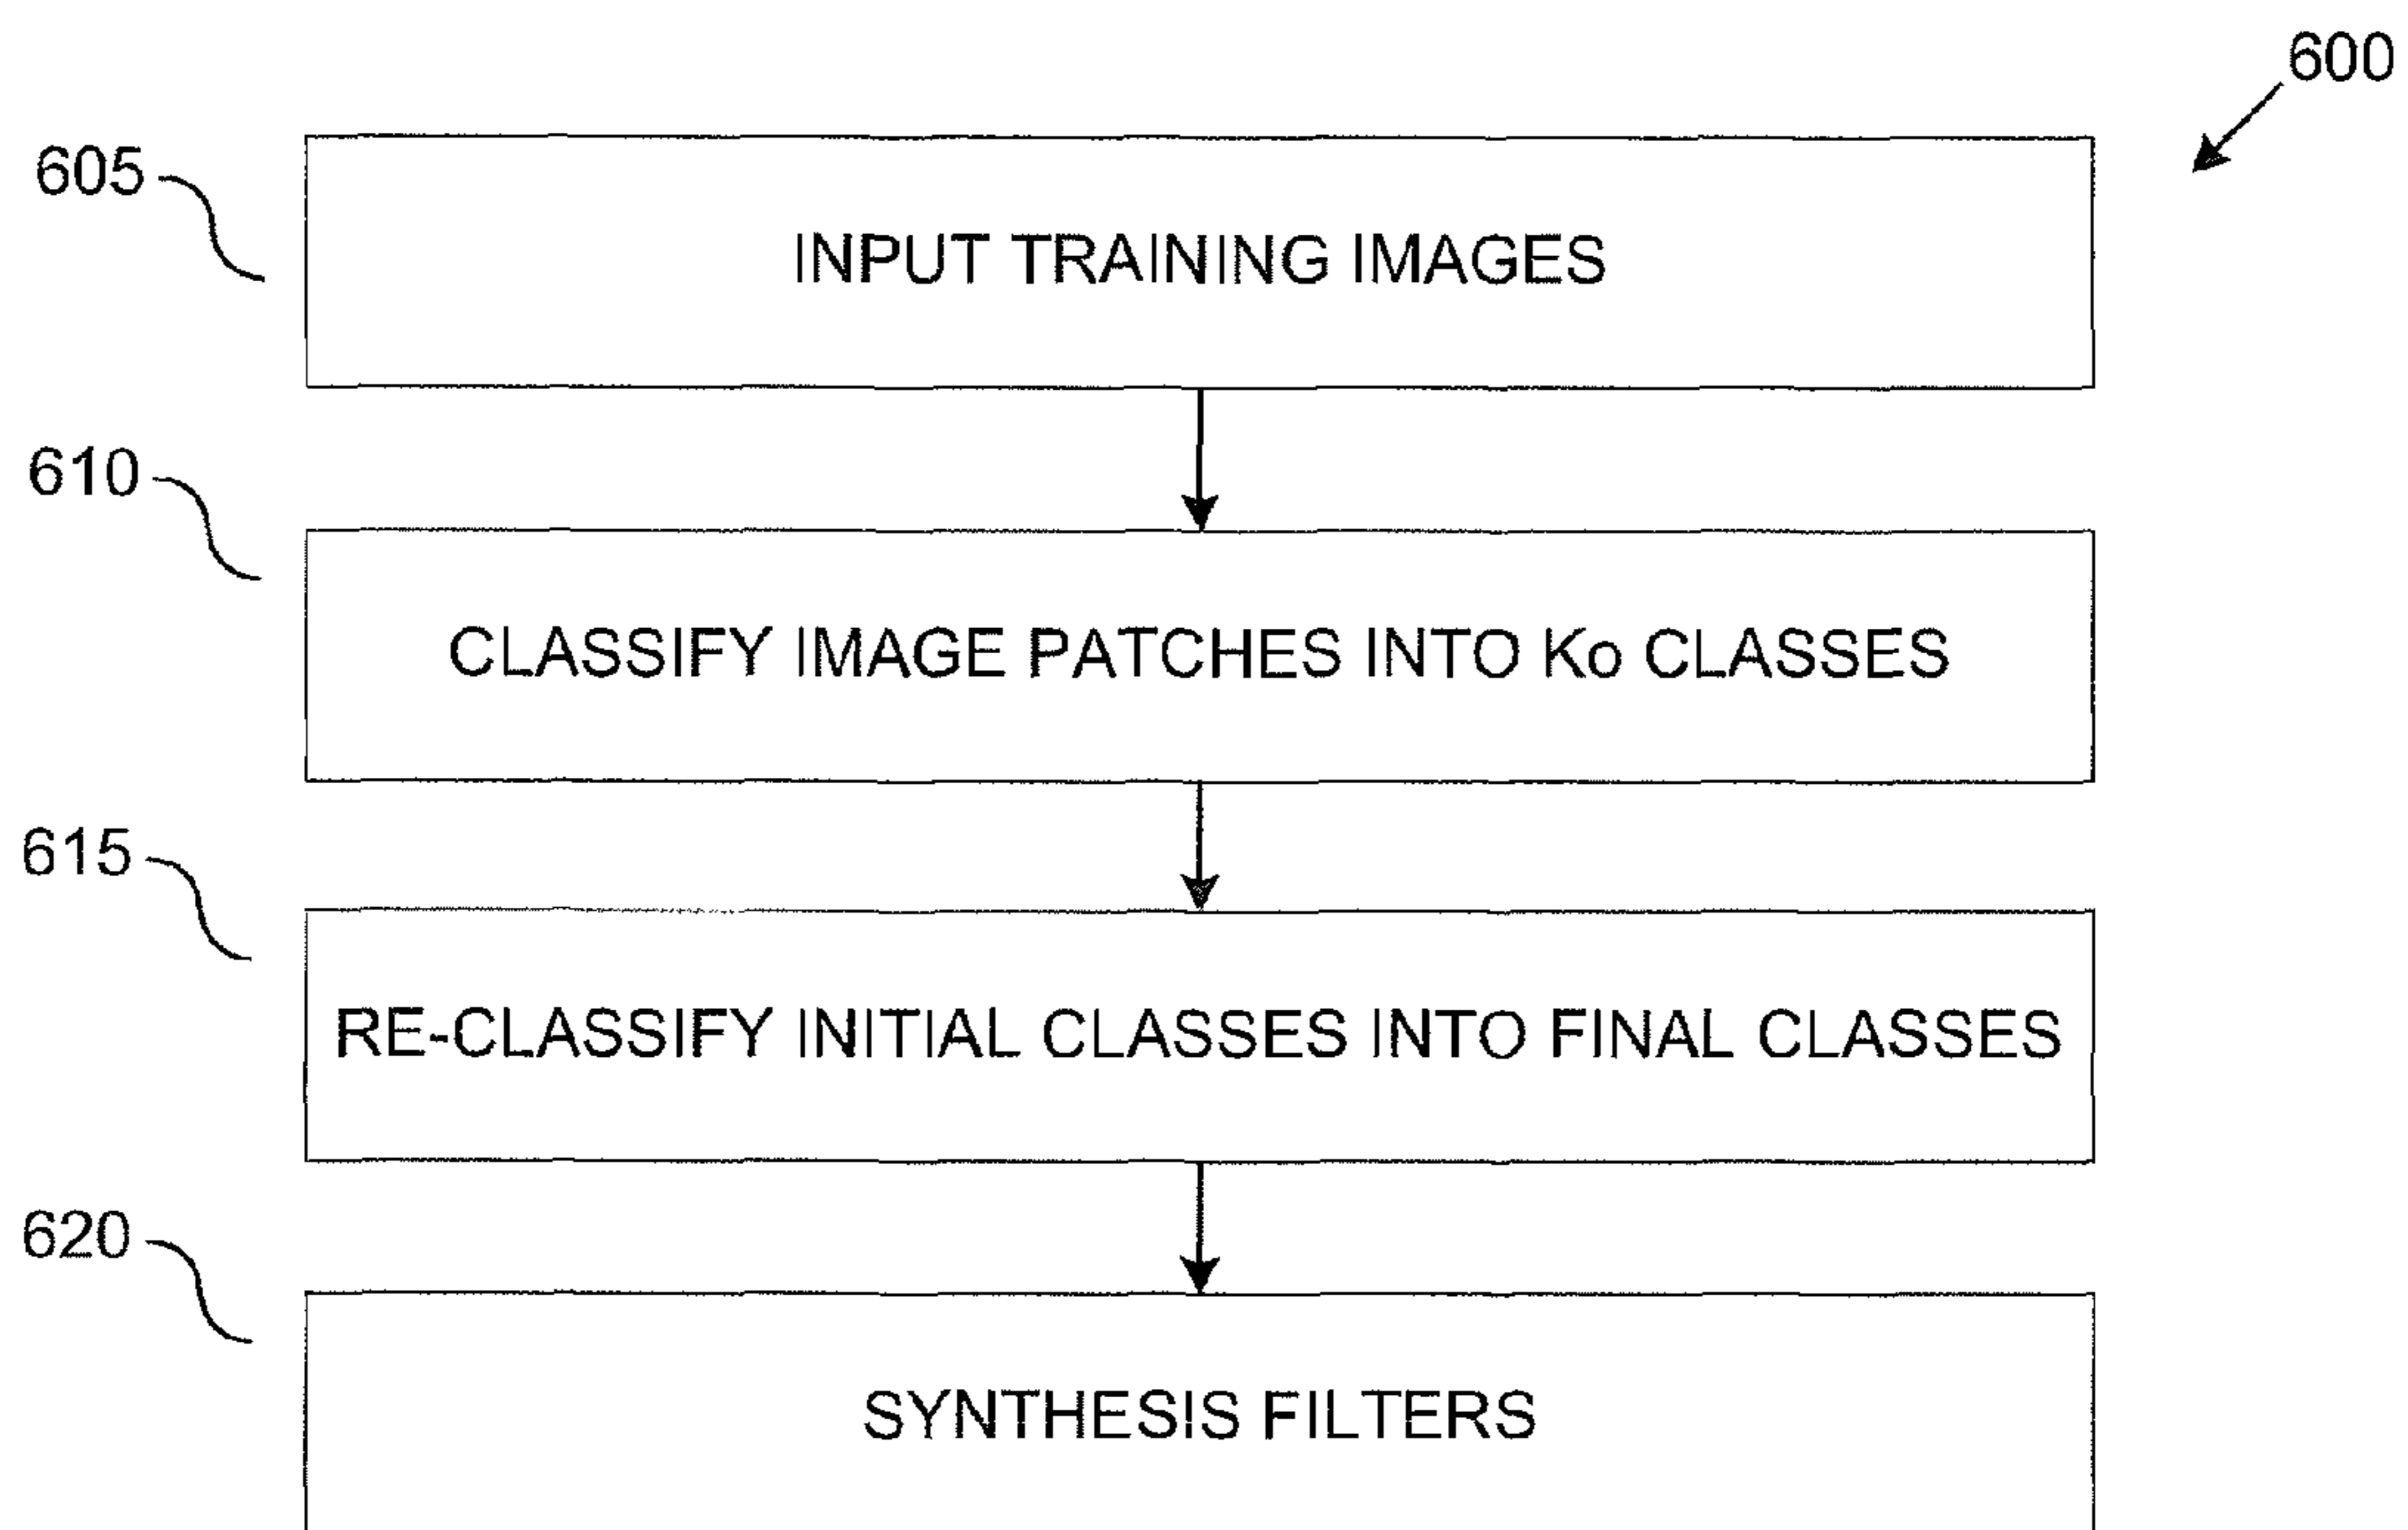 600
605
INPUT TRAINING IMAGES
610
CLASSIFY IMAGE PATCHES INTO Ko CLASSES
615
RE-CLASSIFY INITIAL CLASSES INTO FINAL CLASSES
620
SYNTHESIS FILTERS